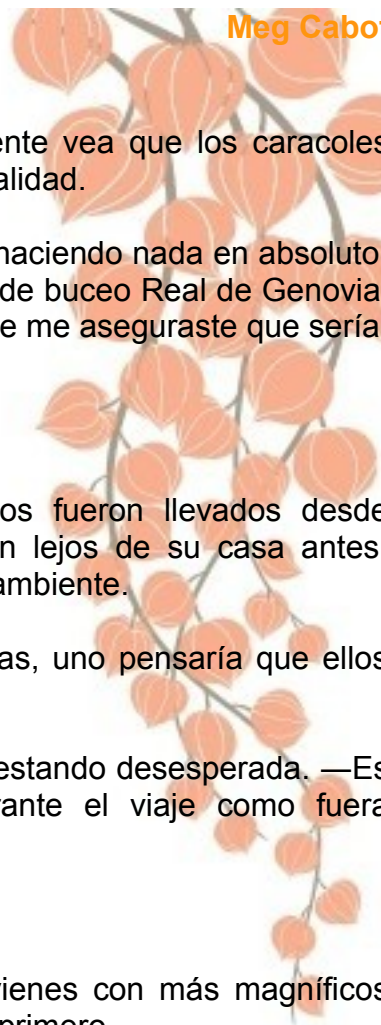 Meg Cabot
ente vea que los caracoles
alidad.
haciendo nada en absoluto
de buceo Real de Genovia
e me aseguraste que sería
os fueron llevados desde
n lejos de su casa antes
ambiente.
as, uno pensaría que ellos
estando desesperada. —Es
rante el viaje como fuera
vienes con más magníficos
primero